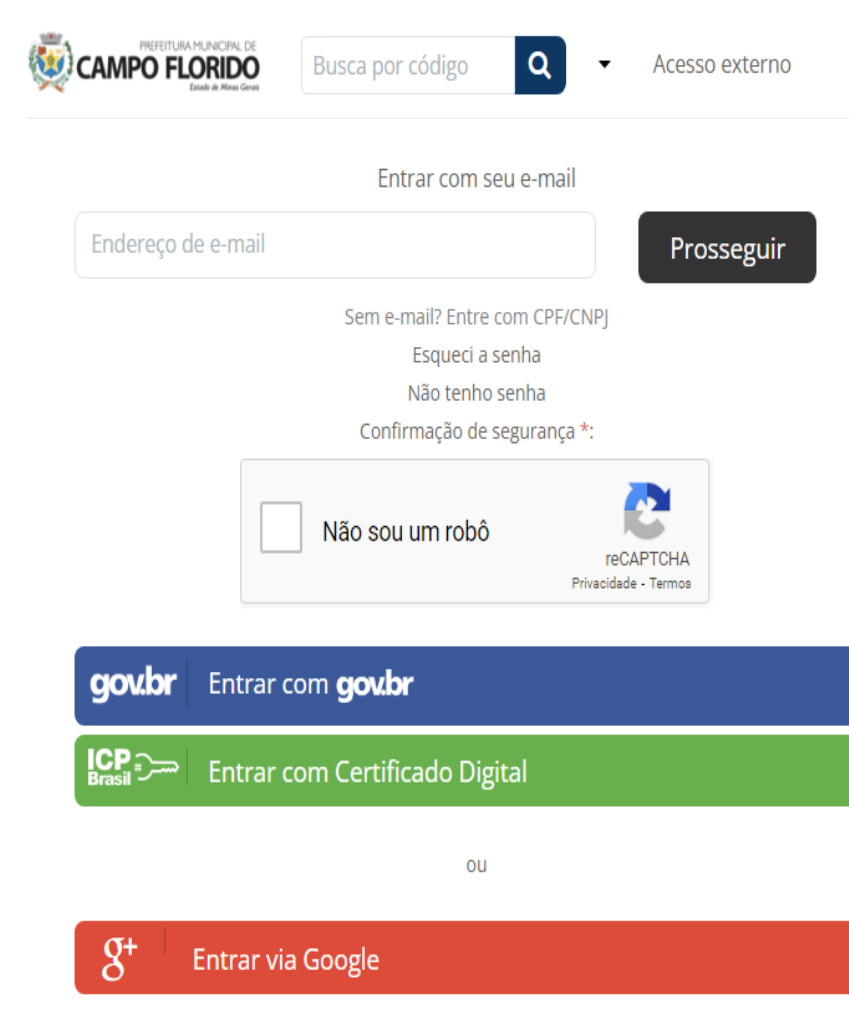 PREFEITURA MUNICIPAL DE
CAMPO FLORIDO
Estado de Minas Gerais
Busca por código
Acesso externo
Entrar com seu e-mail
Endereço de e-mail
Prosseguir
Sem e-mail? Entre com CPF/CNPJ
Esqueci a senha
Não tenho senha
Confirmação de segurança *:
Não sou um robô
reCAPTCHA
Privacidade - Termos
gov.br Entrar com gov.br
ICP Brasil Entrar com Certificado Digital
ou
g+ Entrar via Google